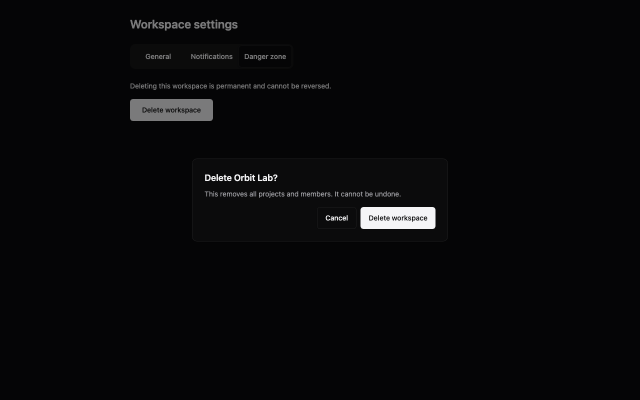 Workspace settings
General Notifications Danger zone
Deleting this workspace is permanent and cannot be reversed.
Delete workspace
Delete Orbit Lab?
This removes all projects and members. It cannot be undone.
Cancel Delete workspace